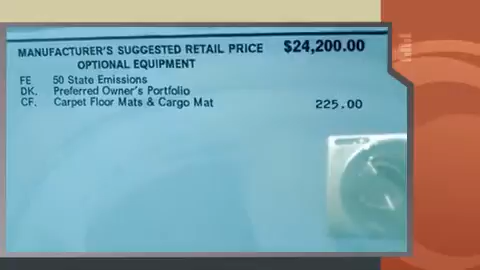 MANUFACTURER'S SUGGESTED RETAIL PRICE $24,200.00
OPTIONAL EQUIPMENT
FE 50 State Emissions
DK. Preferred Owner's Portfolio
CF. Carpet Floor Mats & Cargo Mat 225.00